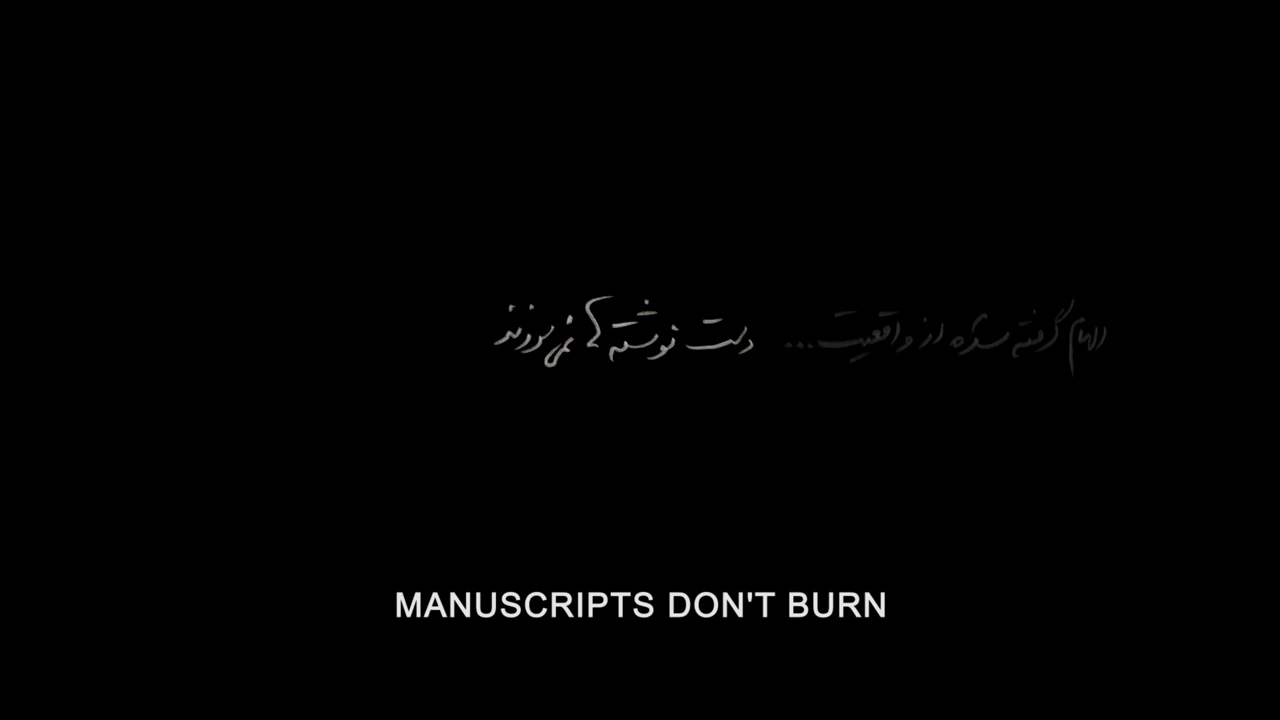 الهام گرفته شده از واقعیت... دست نوشته ها نمی سوزند
MANUSCRIPTS DON'T BURN